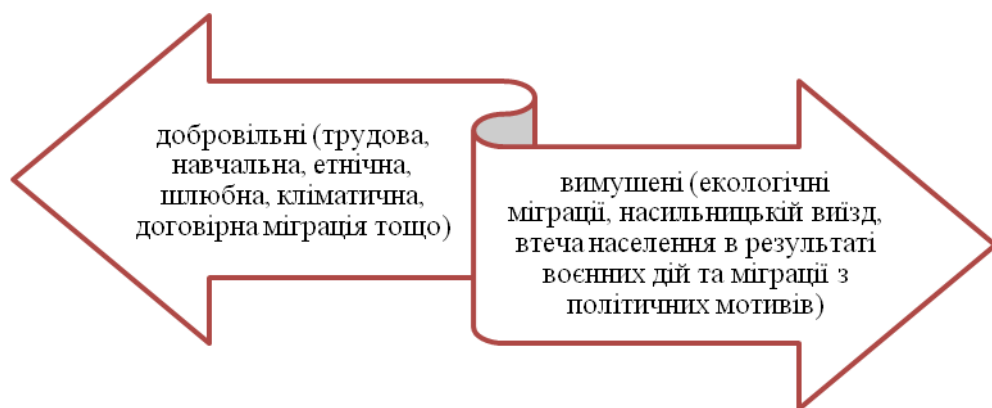 добровільні (трудова,
навчальна, етнічна,
шлюбна, кліматична,
договірна міграція тощо)
вимушені (екологічні
міграції, насильницькій виїзд,
втеча населення в результаті
воєнних дій та міграції з
політичних мотивів)